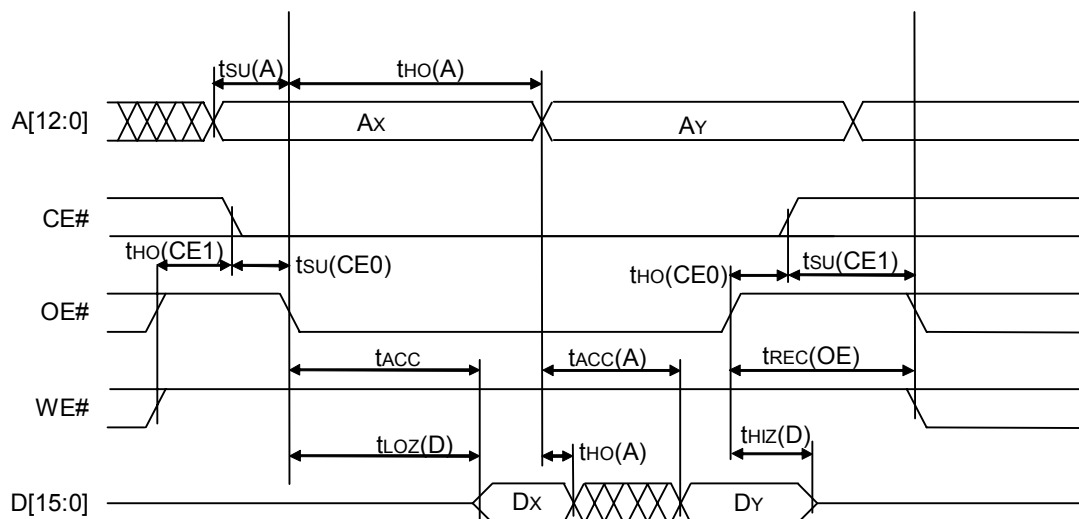 tSU(A) tHO(A)
A[12:0] AX AY
CE#
tHO(CE1) tSU(CE0) tHO(CE0) tSU(CE1)
OE#
tACC tACC(A) tREC(OE)
WE#
tLOZ(D) tHO(A) tHIZ(D)
D[15:0] DX DY